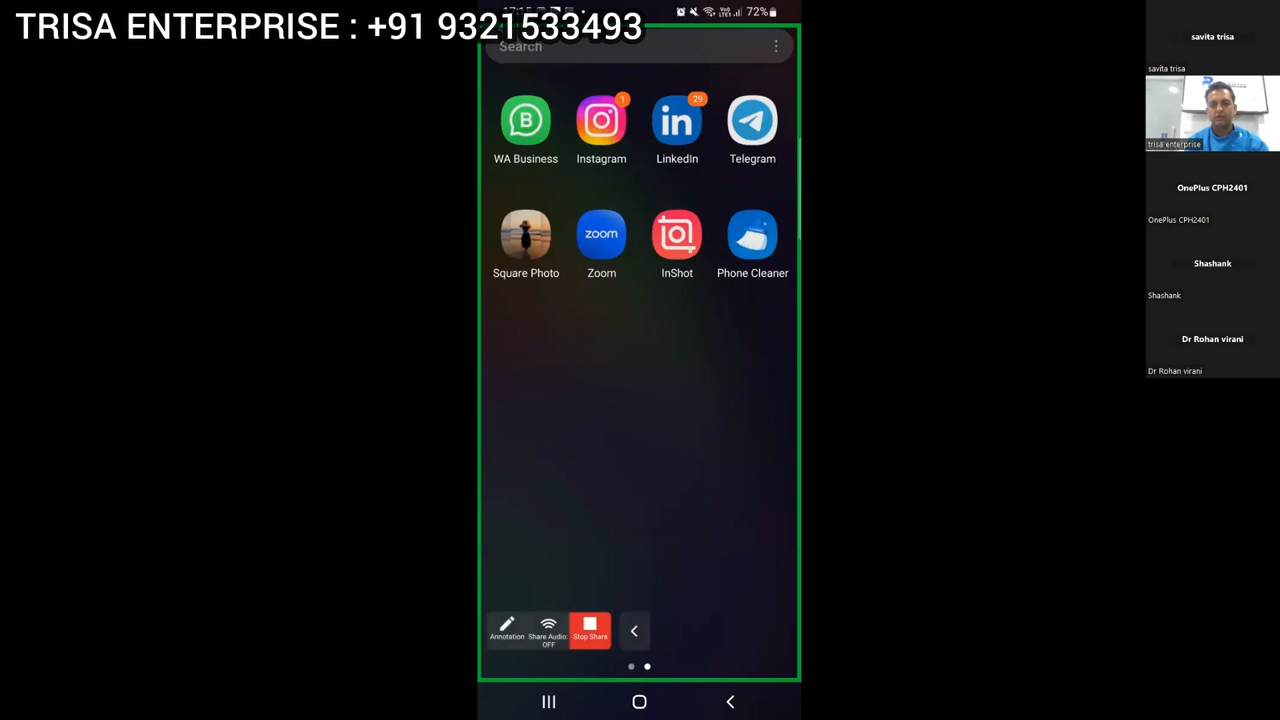 TRISA ENTERPRISE : +91 9321533493
17:15
72%
Search
1
29
WA Business
Instagram
LinkedIn
Telegram
zoom
Square Photo
Zoom
InShot
Phone Cleaner
Annotation
Share Audio: OFF
Stop Share
savita trisa
savita trisa
trisa enterprise
OnePlus CPH2401
OnePlus CPH2401
Shashank
Shashank
Dr Rohan virani
Dr Rohan virani